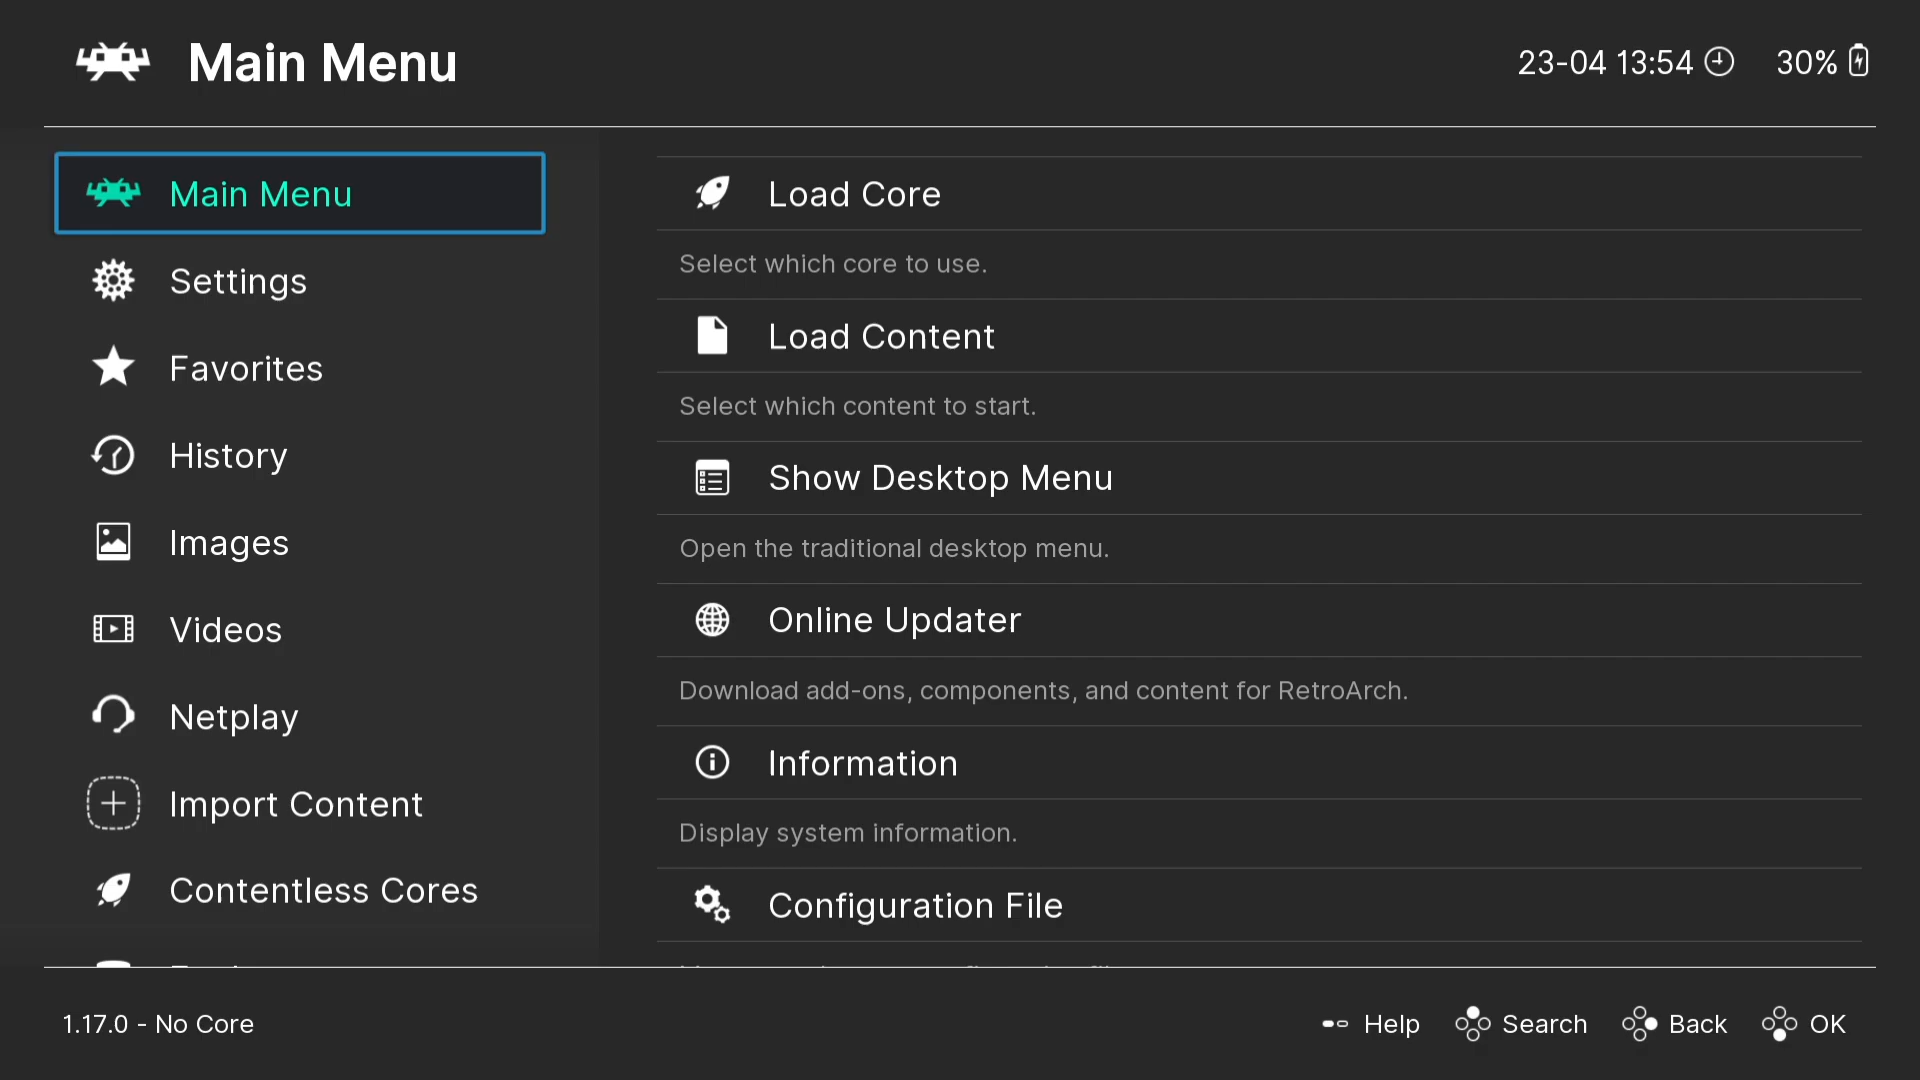 Main Menu
23-04 13:54
30%
Main Menu
Settings
Favorites
History
Images
Videos
Netplay
Import Content
Contentless Cores
Load Core
Select which core to use.
Load Content
Select which content to start.
Show Desktop Menu
Open the traditional desktop menu.
Online Updater
Download add-ons, components, and content for RetroArch.
Information
Display system information.
Configuration File
1.17.0 - No Core
Help
Search
Back
OK